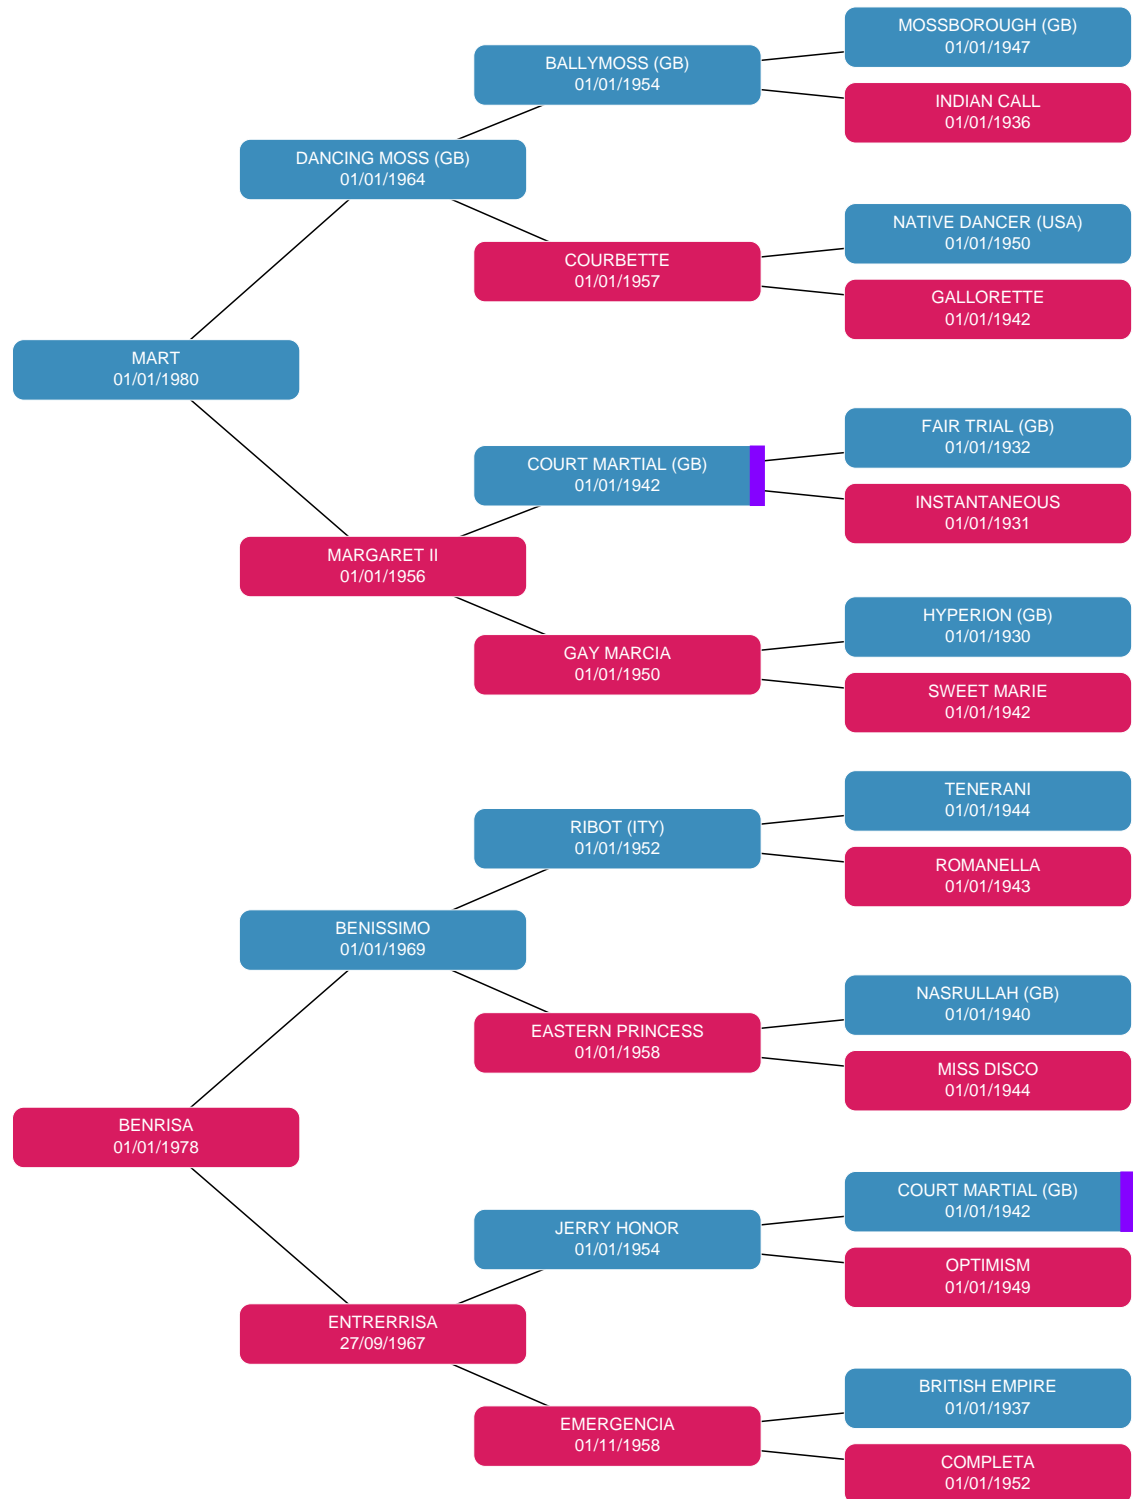 MOSSBOROUGH (GB)
01/01/1947
BALLYMOSS (GB)
01/01/1954
INDIAN CALL
01/01/1936
DANCING MOSS (GB)
01/01/1964
NATIVE DANCER (USA)
01/01/1950
COURBETTE
01/01/1957
GALLORETTE
01/01/1942
MART
01/01/1980
FAIR TRIAL (GB)
01/01/1932
COURT MARTIAL (GB)
01/01/1942
INSTANTANEOUS
01/01/1931
MARGARET II
01/01/1956
HYPERION (GB)
01/01/1930
GAY MARCIA
01/01/1950
SWEET MARIE
01/01/1942
TENERANI
01/01/1944
RIBOT (ITY)
01/01/1952
ROMANELLA
01/01/1943
BENISSIMO
01/01/1969
NASRULLAH (GB)
01/01/1940
EASTERN PRINCESS
01/01/1958
MISS DISCO
01/01/1944
BENRISA
01/01/1978
COURT MARTIAL (GB)
01/01/1942
JERRY HONOR
01/01/1954
OPTIMISM
01/01/1949
ENTRERRISA
27/09/1967
BRITISH EMPIRE
01/01/1937
EMERGENCIA
01/11/1958
COMPLETA
01/01/1952